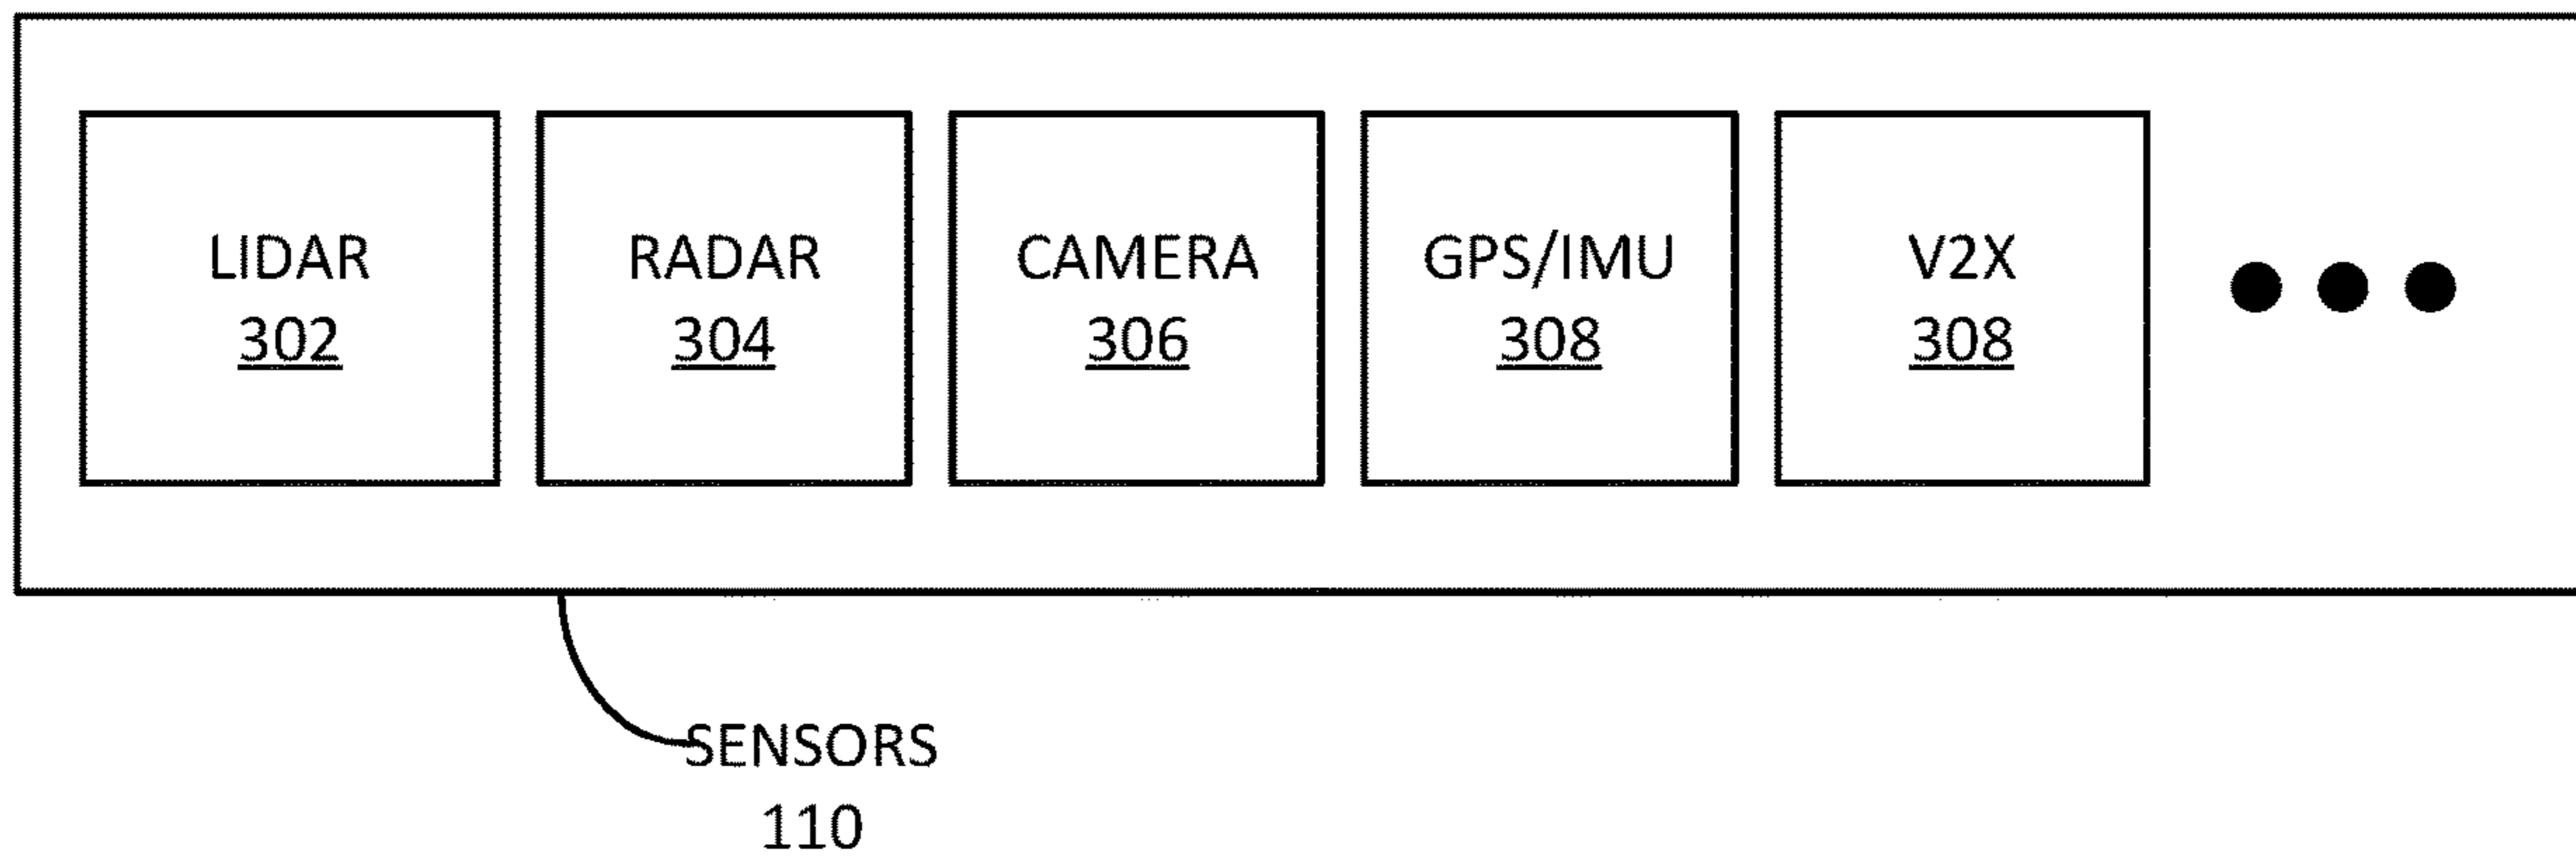 LIDAR
302
RADAR
304
CAMERA
306
GPS/IMU
308
V2X
308
SENSORS
110